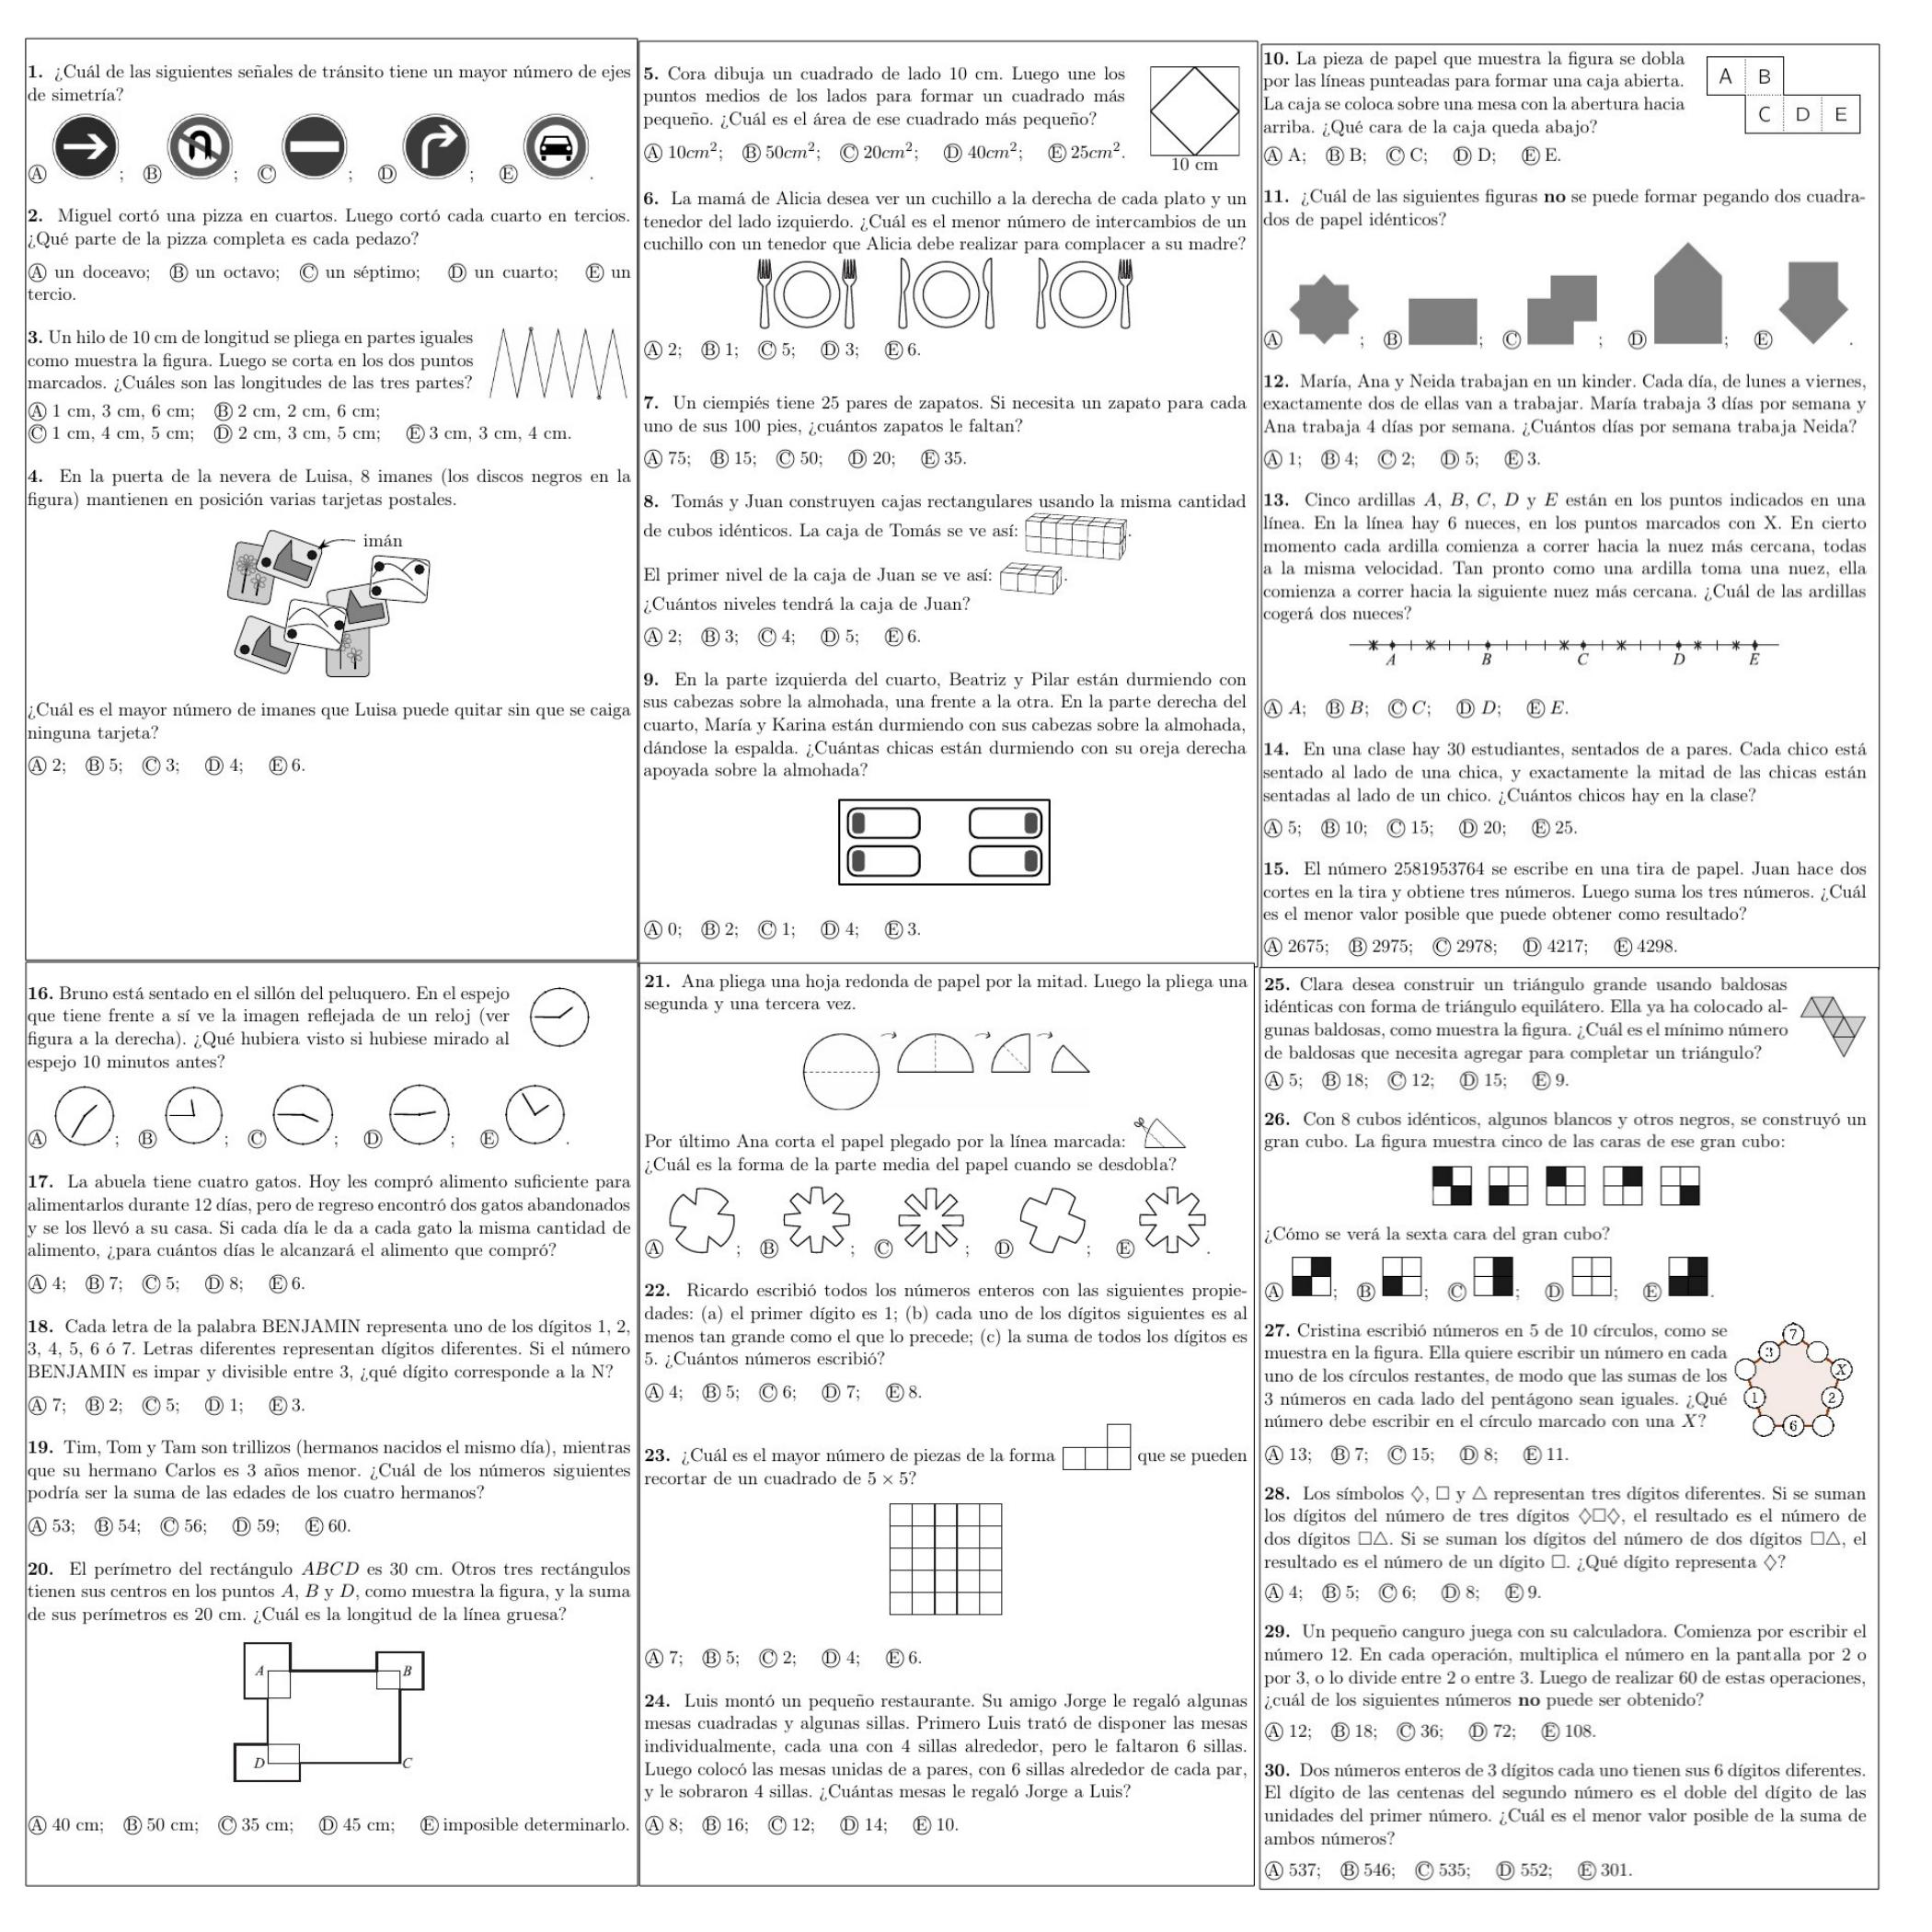 1. ¿Cuál de las siguientes señales de tránsito tiene un mayor número de ejes
de simetría?
Ⓐ ; Ⓑ ; Ⓒ ; Ⓓ ; Ⓔ .
2. Miguel cortó una pizza en cuartos. Luego cortó cada cuarto en tercios.
¿Qué parte de la pizza completa es cada pedazo?
Ⓐ un doceavo; Ⓑ un octavo; Ⓒ un séptimo; Ⓓ un cuarto; Ⓔ un
tercio.
3. Un hilo de 10 cm de longitud se pliega en partes iguales
como muestra la figura. Luego se corta en los dos puntos
marcados. ¿Cuáles son las longitudes de las tres partes?
Ⓐ 1 cm, 3 cm, 6 cm; Ⓑ 2 cm, 2 cm, 6 cm;
Ⓒ 1 cm, 4 cm, 5 cm; Ⓓ 2 cm, 3 cm, 5 cm; Ⓔ 3 cm, 3 cm, 4 cm.
4. En la puerta de la nevera de Luisa, 8 imanes (los discos negros en la
figura) mantienen en posición varias tarjetas postales.
imán
¿Cuál es el mayor número de imanes que Luisa puede quitar sin que se caiga
ninguna tarjeta?
Ⓐ 2; Ⓑ 5; Ⓒ 3; Ⓓ 4; Ⓔ 6.
5. Cora dibuja un cuadrado de lado 10 cm. Luego une los
puntos medios de los lados para formar un cuadrado más
pequeño. ¿Cuál es el área de ese cuadrado más pequeño?
Ⓐ 10cm²; Ⓑ 50cm²; Ⓒ 20cm²; Ⓓ 40cm²; Ⓔ 25cm².
10 cm
6. La mamá de Alicia desea ver un cuchillo a la derecha de cada plato y un
tenedor del lado izquierdo. ¿Cuál es el menor número de intercambios de un
cuchillo con un tenedor que Alicia debe realizar para complacer a su madre?
Ⓐ 2; Ⓑ 1; Ⓒ 5; Ⓓ 3; Ⓔ 6.
7. Un ciempiés tiene 25 pares de zapatos. Si necesita un zapato para cada
uno de sus 100 pies, ¿cuántos zapatos le faltan?
Ⓐ 75; Ⓑ 15; Ⓒ 50; Ⓓ 20; Ⓔ 35.
8. Tomás y Juan construyen cajas rectangulares usando la misma cantidad
de cubos idénticos. La caja de Tomás se ve así: .
El primer nivel de la caja de Juan se ve así: .
¿Cuántos niveles tendrá la caja de Juan?
Ⓐ 2; Ⓑ 3; Ⓒ 4; Ⓓ 5; Ⓔ 6.
9. En la parte izquierda del cuarto, Beatriz y Pilar están durmiendo con
sus cabezas sobre la almohada, una frente a la otra. En la parte derecha del
cuarto, María y Karina están durmiendo con sus cabezas sobre la almohada,
dándose la espalda. ¿Cuántas chicas están durmiendo con su oreja derecha
apoyada sobre la almohada?
Ⓐ 0; Ⓑ 2; Ⓒ 1; Ⓓ 4; Ⓔ 3.
10. La pieza de papel que muestra la figura se dobla
por las líneas punteadas para formar una caja abierta.
La caja se coloca sobre una mesa con la abertura hacia
arriba. ¿Qué cara de la caja queda abajo?
A B
C D E
Ⓐ A; Ⓑ B; Ⓒ C; Ⓓ D; Ⓔ E.
11. ¿Cuál de las siguientes figuras no se puede formar pegando dos cuadra-
dos de papel idénticos?
Ⓐ ; Ⓑ ; Ⓒ ; Ⓓ ; Ⓔ .
12. María, Ana y Neida trabajan en un kinder. Cada día, de lunes a viernes,
exactamente dos de ellas van a trabajar. María trabaja 3 días por semana y
Ana trabaja 4 días por semana. ¿Cuántos días por semana trabaja Neida?
Ⓐ 1; Ⓑ 4; Ⓒ 2; Ⓓ 5; Ⓔ 3.
13. Cinco ardillas A, B, C, D y E están en los puntos indicados en una
línea. En la línea hay 6 nueces, en los puntos marcados con X. En cierto
momento cada ardilla comienza a correr hacia la nuez más cercana, todas
a la misma velocidad. Tan pronto como una ardilla toma una nuez, ella
comienza a correr hacia la siguiente nuez más cercana. ¿Cuál de las ardillas
cogerá dos nueces?
A B C D E
Ⓐ A; Ⓑ B; Ⓒ C; Ⓓ D; Ⓔ E.
14. En una clase hay 30 estudiantes, sentados de a pares. Cada chico está
sentado al lado de una chica, y exactamente la mitad de las chicas están
sentadas al lado de un chico. ¿Cuántos chicos hay en la clase?
Ⓐ 5; Ⓑ 10; Ⓒ 15; Ⓓ 20; Ⓔ 25.
15. El número 2581953764 se escribe en una tira de papel. Juan hace dos
cortes en la tira y obtiene tres números. Luego suma los tres números. ¿Cuál
es el menor valor posible que puede obtener como resultado?
Ⓐ 2675; Ⓑ 2975; Ⓒ 2978; Ⓓ 4217; Ⓔ 4298.
16. Bruno está sentado en el sillón del peluquero. En el espejo
que tiene frente a sí ve la imagen reflejada de un reloj (ver
figura a la derecha). ¿Qué hubiera visto si hubiese mirado al
espejo 10 minutos antes?
Ⓐ ; Ⓑ ; Ⓒ ; Ⓓ ; Ⓔ .
17. La abuela tiene cuatro gatos. Hoy les compró alimento suficiente para
alimentarlos durante 12 días, pero de regreso encontró dos gatos abandonados
y se los llevó a su casa. Si cada día le da a cada gato la misma cantidad de
alimento, ¿para cuántos días le alcanzará el alimento que compró?
Ⓐ 4; Ⓑ 7; Ⓒ 5; Ⓓ 8; Ⓔ 6.
18. Cada letra de la palabra BENJAMIN representa uno de los dígitos 1, 2,
3, 4, 5, 6 ó 7. Letras diferentes representan dígitos diferentes. Si el número
BENJAMIN es impar y divisible entre 3, ¿qué dígito corresponde a la N?
Ⓐ 7; Ⓑ 2; Ⓒ 5; Ⓓ 1; Ⓔ 3.
19. Tim, Tom y Tam son trillizos (hermanos nacidos el mismo día), mientras
que su hermano Carlos es 3 años menor. ¿Cuál de los números siguientes
podría ser la suma de las edades de los cuatro hermanos?
Ⓐ 53; Ⓑ 54; Ⓒ 56; Ⓓ 59; Ⓔ 60.
20. El perímetro del rectángulo ABCD es 30 cm. Otros tres rectángulos
tienen sus centros en los puntos A, B y D, como muestra la figura, y la suma
de sus perímetros es 20 cm. ¿Cuál es la longitud de la línea gruesa?
A B
D C
Ⓐ 40 cm; Ⓑ 50 cm; Ⓒ 35 cm; Ⓓ 45 cm; Ⓔ imposible determinarlo.
21. Ana pliega una hoja redonda de papel por la mitad. Luego la pliega una
segunda y una tercera vez.
Por último Ana corta el papel plegado por la línea marcada:
¿Cuál es la forma de la parte media del papel cuando se desdobla?
Ⓐ ; Ⓑ ; Ⓒ ; Ⓓ ; Ⓔ .
22. Ricardo escribió todos los números enteros con las siguientes propie-
dades: (a) el primer dígito es 1; (b) cada uno de los dígitos siguientes es al
menos tan grande como el que lo precede; (c) la suma de todos los dígitos es
5. ¿Cuántos números escribió?
Ⓐ 4; Ⓑ 5; Ⓒ 6; Ⓓ 7; Ⓔ 8.
23. ¿Cuál es el mayor número de piezas de la forma que se pueden
recortar de un cuadrado de 5 × 5?
Ⓐ 7; Ⓑ 5; Ⓒ 2; Ⓓ 4; Ⓔ 6.
24. Luis montó un pequeño restaurante. Su amigo Jorge le regaló algunas
mesas cuadradas y algunas sillas. Primero Luis trató de disponer las mesas
individualmente, cada una con 4 sillas alrededor, pero le faltaron 6 sillas.
Luego colocó las mesas unidas de a pares, con 6 sillas alrededor de cada par,
y le sobraron 4 sillas. ¿Cuántas mesas le regaló Jorge a Luis?
Ⓐ 8; Ⓑ 16; Ⓒ 12; Ⓓ 14; Ⓔ 10.
25. Clara desea construir un triángulo grande usando baldosas
idénticas con forma de triángulo equilátero. Ella ya ha colocado al-
gunas baldosas, como muestra la figura. ¿Cuál es el mínimo número
de baldosas que necesita agregar para completar un triángulo?
Ⓐ 5; Ⓑ 18; Ⓒ 12; Ⓓ 15; Ⓔ 9.
26. Con 8 cubos idénticos, algunos blancos y otros negros, se construyó un
gran cubo. La figura muestra cinco de las caras de ese gran cubo:
¿Cómo se verá la sexta cara del gran cubo?
Ⓐ ; Ⓑ ; Ⓒ ; Ⓓ ; Ⓔ .
27. Cristina escribió números en 5 de 10 círculos, como se
muestra en la figura. Ella quiere escribir un número en cada
uno de los círculos restantes, de modo que las sumas de los
3 números en cada lado del pentágono sean iguales. ¿Qué
número debe escribir en el círculo marcado con una X?
7
3
X
1 2
6
Ⓐ 13; Ⓑ 7; Ⓒ 15; Ⓓ 8; Ⓔ 11.
28. Los símbolos ◊, □ y △ representan tres dígitos diferentes. Si se suman
los dígitos del número de tres dígitos ◊□◊, el resultado es el número de
dos dígitos □△. Si se suman los dígitos del número de dos dígitos □△, el
resultado es el número de un dígito □. ¿Qué dígito representa ◊?
Ⓐ 4; Ⓑ 5; Ⓒ 6; Ⓓ 8; Ⓔ 9.
29. Un pequeño canguro juega con su calculadora. Comienza por escribir el
número 12. En cada operación, multiplica el número en la pantalla por 2 o
por 3, o lo divide entre 2 o entre 3. Luego de realizar 60 de estas operaciones,
¿cuál de los siguientes números no puede ser obtenido?
Ⓐ 12; Ⓑ 18; Ⓒ 36; Ⓓ 72; Ⓔ 108.
30. Dos números enteros de 3 dígitos cada uno tienen sus 6 dígitos diferentes.
El dígito de las centenas del segundo número es el doble del dígito de las
unidades del primer número. ¿Cuál es el menor valor posible de la suma de
ambos números?
Ⓐ 537; Ⓑ 546; Ⓒ 535; Ⓓ 552; Ⓔ 301.